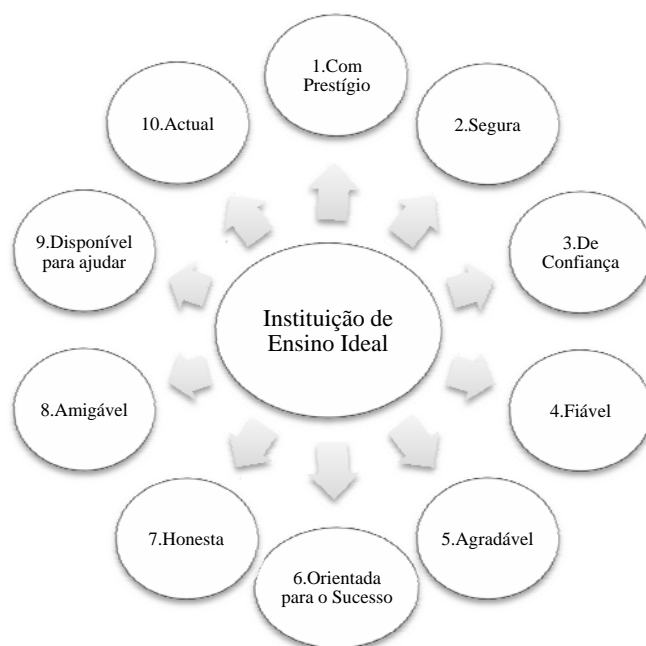 1.Com
Prestígio
2.Segura
3.De
Confiança
4.Fiável
5.Agradável
6.Orientada
para o Sucesso
7.Honesta
8.Amigável
9.Disponível
para ajudar
10.Actual
Instituição de
Ensino Ideal